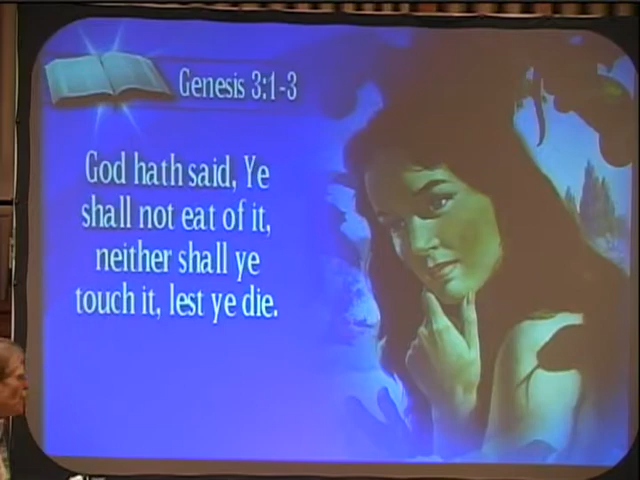 Genesis 3:1-3
God hath said, Ye
shall not eat of it,
neither shall ye
touch it, lest ye die.